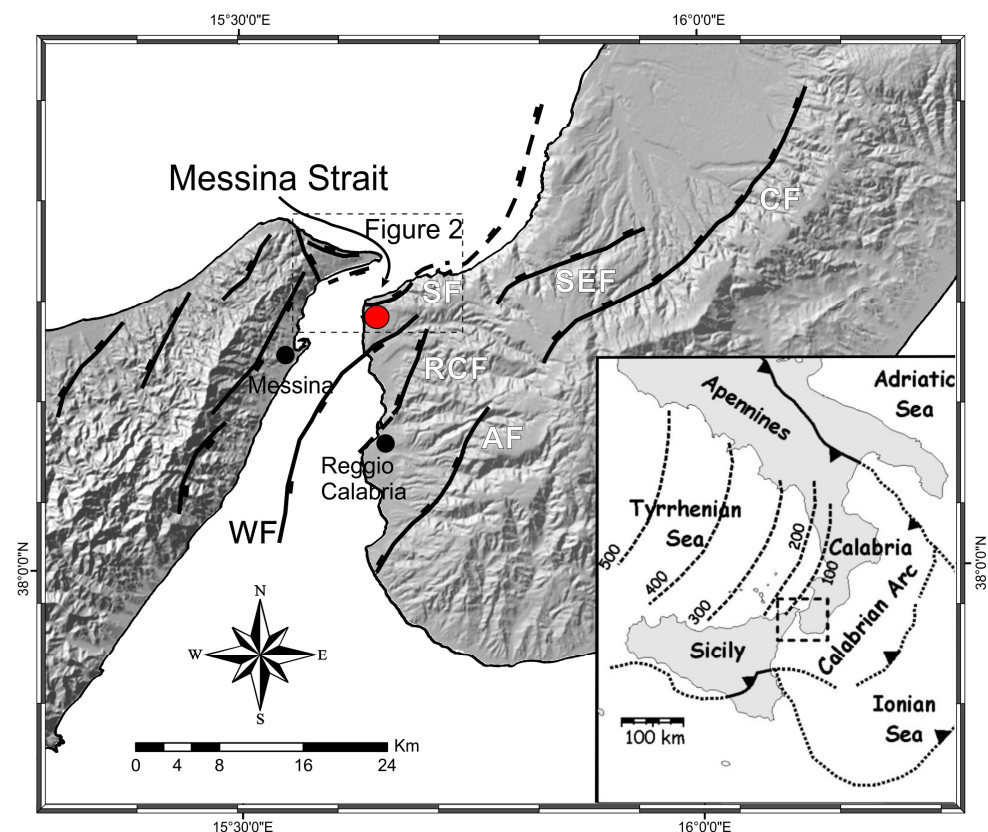 15°30'0"E
16°0'0"E
Messina Strait
Figure 2
CF
SEF
SF
Messina
RCF
AF
Reggio
Calabria
WF
38°0'0"N
38°0'0"N
N
W
E
S
Km
0 4 8 16 24
Adriatic
Sea
Apennines
Tyrrhenian
Sea
500
400
300
200
100
Calabria
Calabrian Arc
Sicily
Ionian
Sea
100 km
15°30'0"E
16°0'0"E